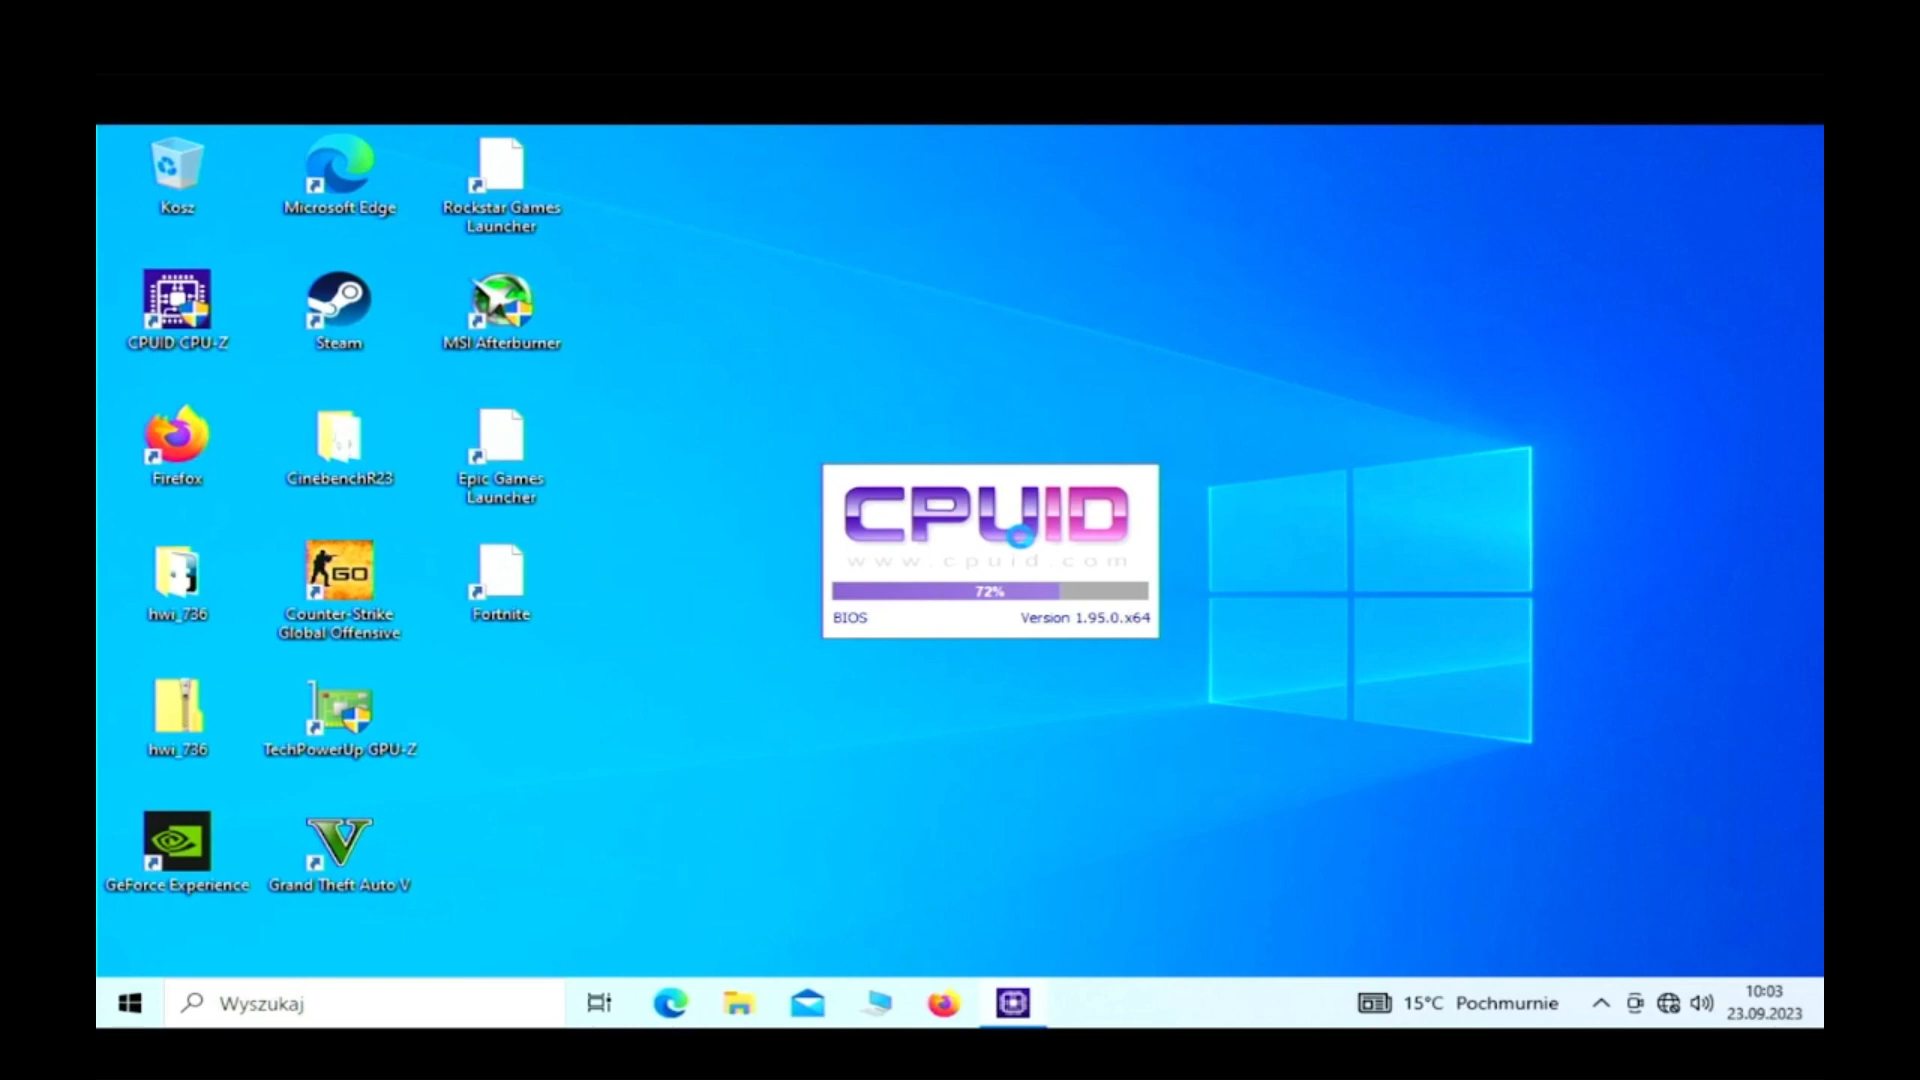 Kosz
Microsoft Edge
Rockstar Games
Launcher
CPUID CPU-Z
Steam
MSI Afterburner
Firefox
CinebenchR23
Epic Games
Launcher
hwi_736
GO
Counter-Strike
Global Offensive
Fortnite
hwi_736
TechPowerUp GPU-Z
GeForce Experience
V
Grand Theft Auto V
CPUID
www.cpuid.com
72%
BIOS
Version 1.95.0.x64
Wyszukaj
15°C Pochmurnie
10:03
23.09.2023